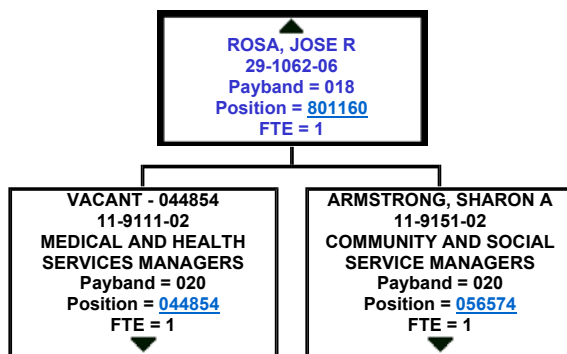 ROSA, JOSE R
29-1062-06
Payband = 018
Position = 801160
FTE = 1
VACANT - 044854
11-9111-02
MEDICAL AND HEALTH
SERVICES MANAGERS
Payband = 020
Position = 044854
FTE = 1
ARMSTRONG, SHARON A
11-9151-02
COMMUNITY AND SOCIAL
SERVICE MANAGERS
Payband = 020
Position = 056574
FTE = 1